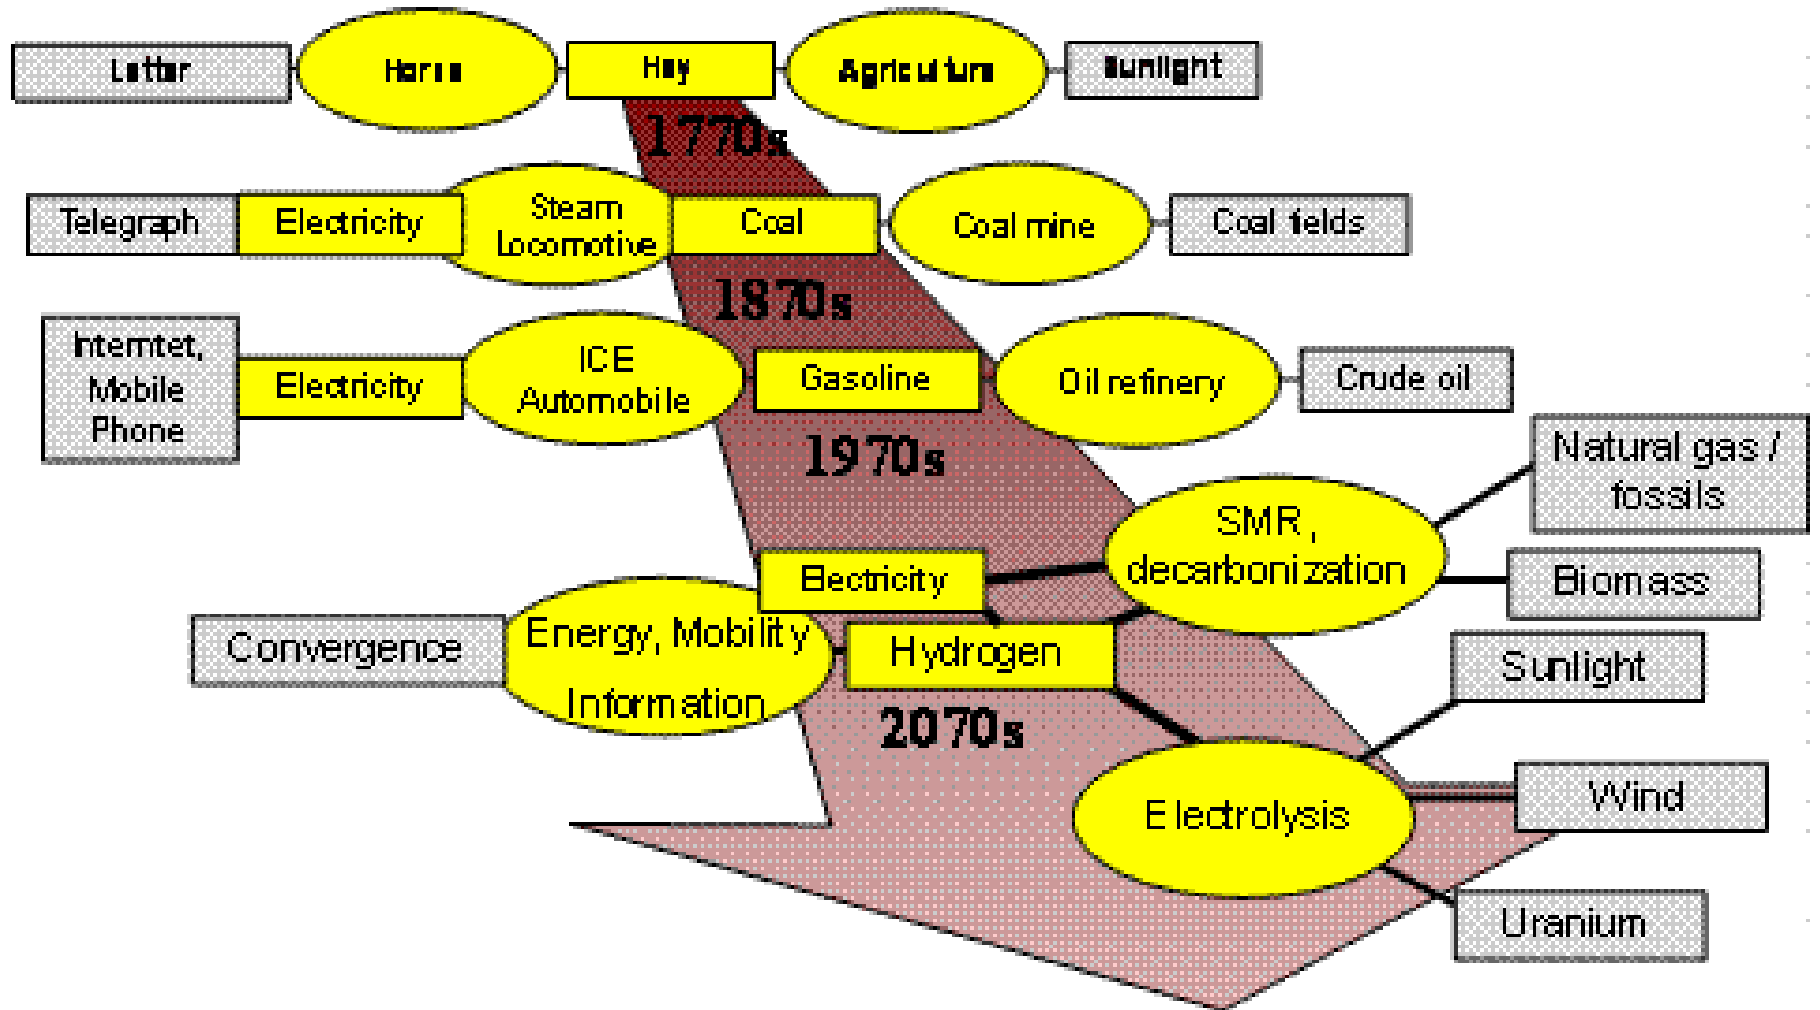 Letter
Horse
Hay
Agriculture
Sunlight
1770s
Telegraph
Electricity
Steam
Locomotive
Coal
Coal mine
Coal fields
1870s
Interntet,
Mobile
Phone
Electricity
ICE
Automobile
Gasoline
Oil refinery
Crude oil
1970s
Natural gas /
fossils
SMR,
decarbonization
Electricity
Biomass
Convergence
Energy, Mobility
Information
Hydrogen
Sunlight
2070s
Electrolysis
Wind
Uranium